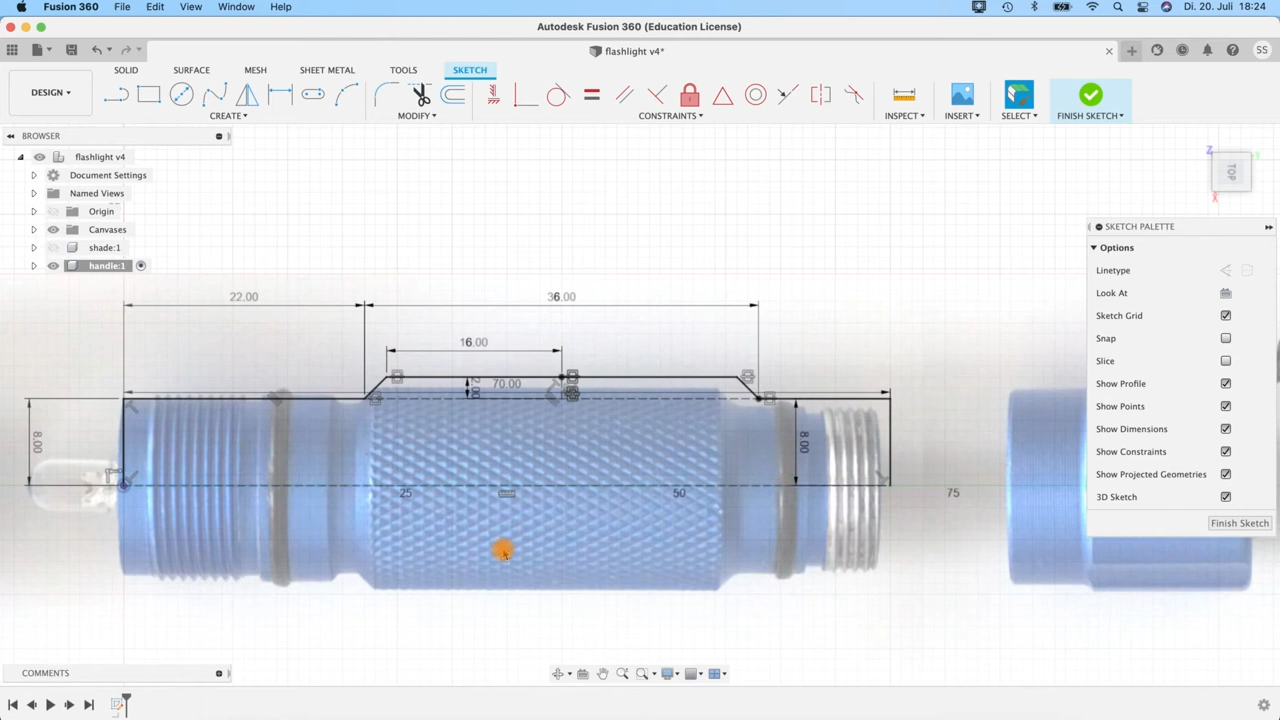 Fusion 360 File Edit View Window Help Di. 20. Juli 18:24
Autodesk Fusion 360 (Education License)
flashlight v4*
SS
SOLID SURFACE MESH SHEET METAL TOOLS SKETCH
DESIGN
CREATE MODIFY CONSTRAINTS INSPECT INSERT SELECT FINISH SKETCH
BROWSER
flashlight v4
Document Settings
Named Views
Origin
Canvases
shade:1
handle:1
Z
Y
X
TOP
SKETCH PALETTE
Options
Linetype
Look At
Sketch Grid
Snap
Slice
Show Profile
Show Points
Show Dimensions
Show Constraints
Show Projected Geometries
3D Sketch
Finish Sketch
22.00
36.00
16.00
70.00
2.00
8.00
8.00
25
50
75
COMMENTS